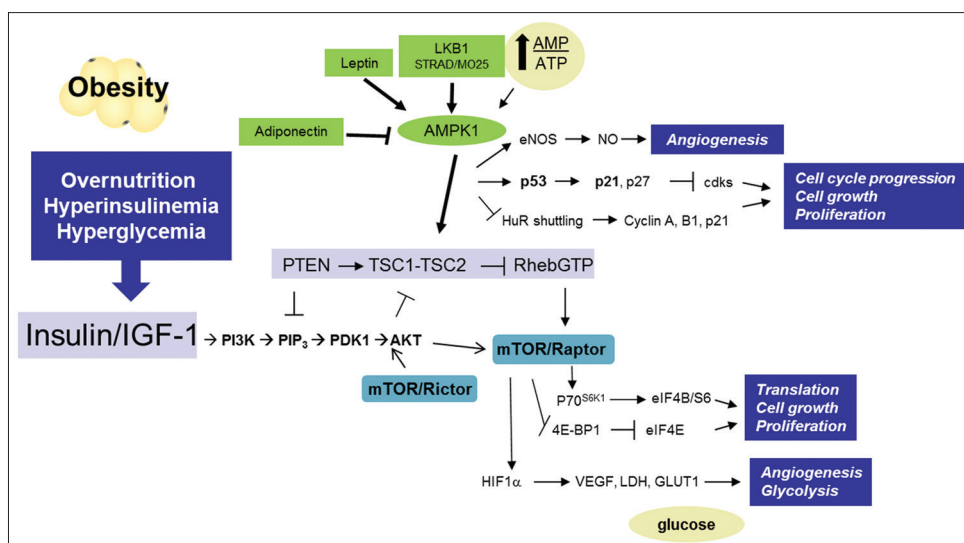 Obesity
Overnutrition
Hyperinsulinemia
Hyperglycemia
Insulin/IGF-1
Leptin
LKB1
STRAD/MO25
AMP
ATP
Adiponectin
AMPK1
eNOS
NO
Angiogenesis
p53
p21, p27
cdks
HuR shuttling
Cyclin A, B1, p21
Cell cycle progression
Cell growth
Proliferation
PTEN
TSC1-TSC2
RhebGTP
PI3K
PIP3
PDK1
AKT
mTOR/Raptor
mTOR/Rictor
P70S6K1
eIF4B/S6
4E-BP1
eIF4E
Translation
Cell growth
Proliferation
HIF1α
VEGF, LDH, GLUT1
Angiogenesis
Glycolysis
glucose